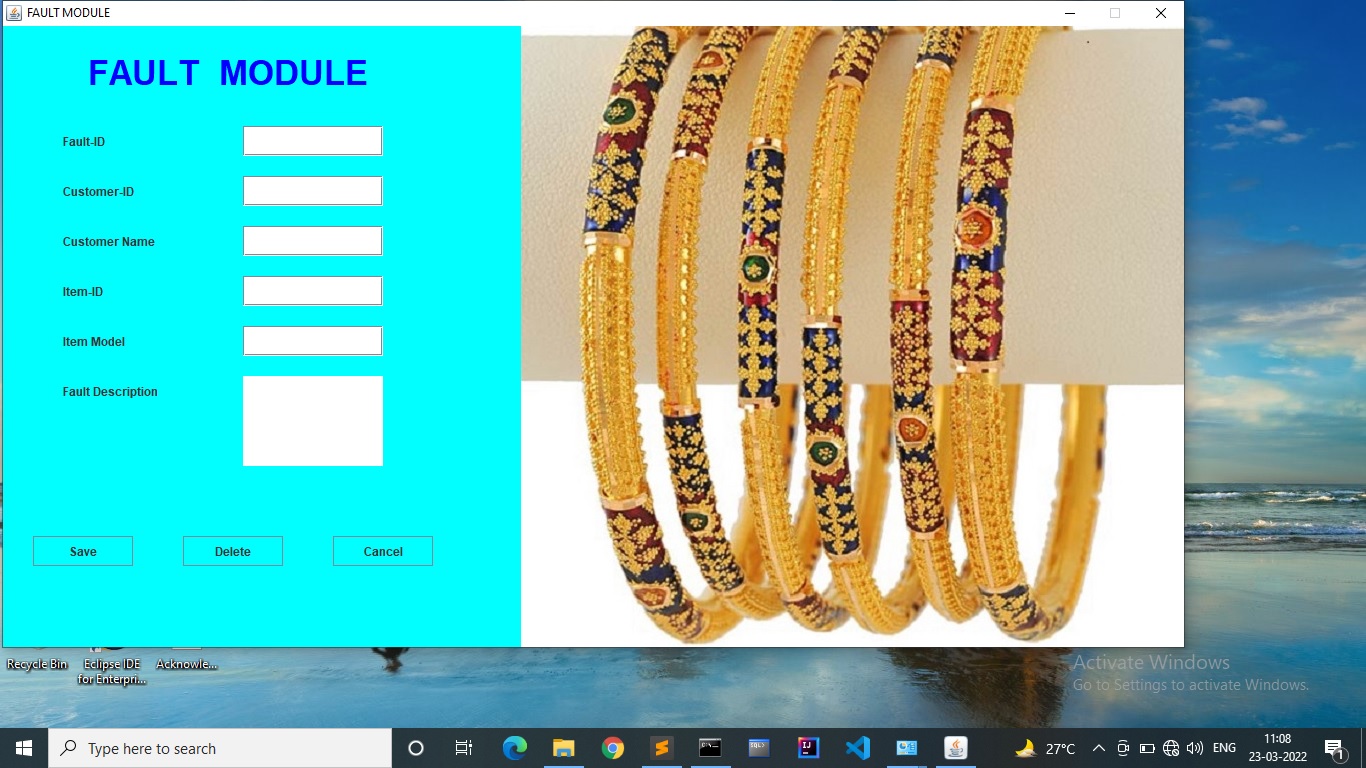 FAULT MODULE
FAULT MODULE
Fault-ID
Customer-ID
Customer Name
Item-ID
Item Model
Fault Description
Save
Delete
Cancel
Recycle Bin
Eclipse IDE
for Enterpri...
Acknowle...
Activate Windows
Go to Settings to activate Windows.
Type here to search
27°C
ENG
11:08
23-03-2022
1